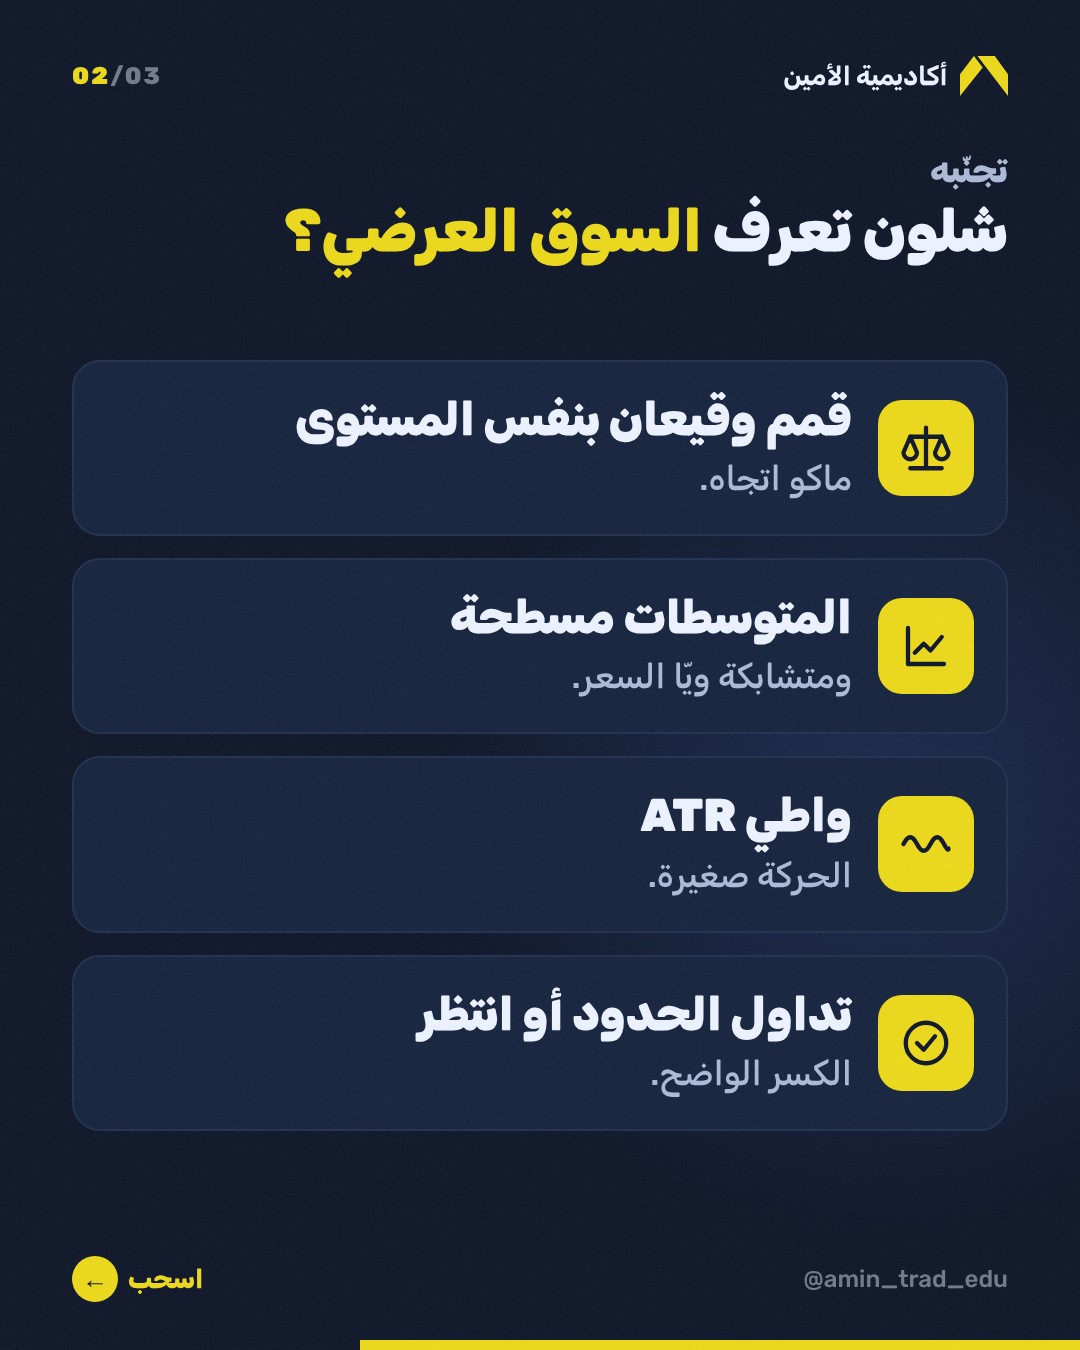 أكاديمية الأمين
02/03
تجنّبه
شلون تعرف السوق العرضي؟
قمم وقيعان بنفس المستوى
ماكو اتجاه.
المتوسطات مسطحة
ومتشابكة ويّا السعر.
واطي ATR
الحركة صغيرة.
تداول الحدود أو انتظر
الكسر الواضح.
اسحب ←
@amin_trad_edu